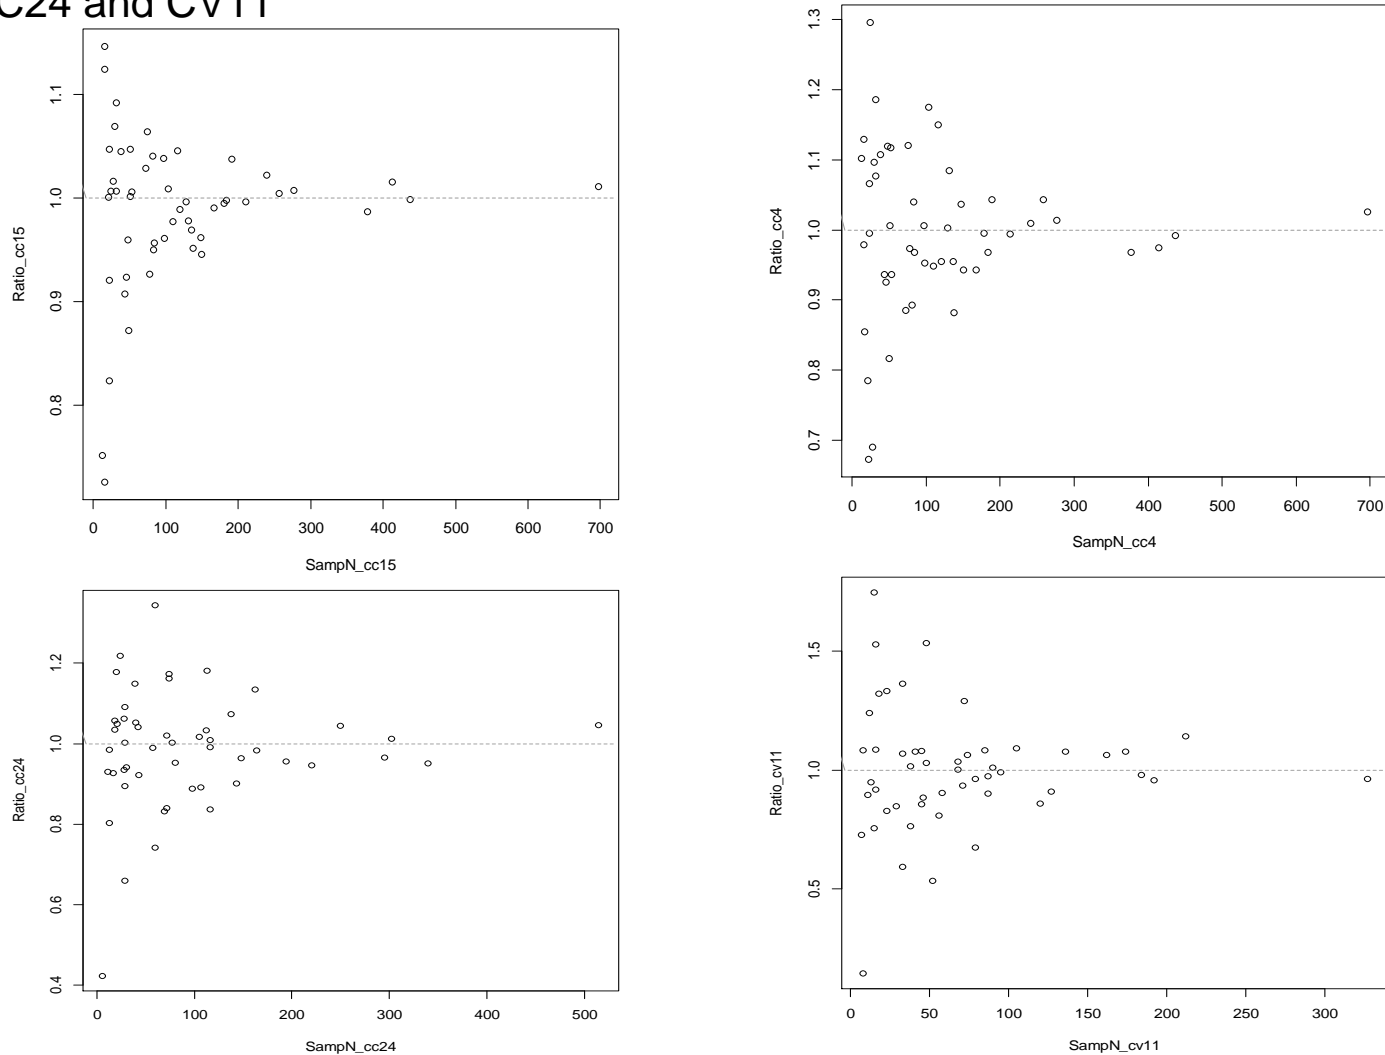 C24 and CV11
1.1
1.0
0.9
0.8
Ratio_cc15
0 100 200 300 400 500 600 700
SampN_cc15
1.3
1.2
1.1
1.0
0.9
0.8
0.7
Ratio_cc4
0 100 200 300 400 500 600 700
SampN_cc4
1.2
1.0
0.8
0.6
0.4
Ratio_cc24
0 100 200 300 400 500
SampN_cc24
1.5
1.0
0.5
Ratio_cv11
0 50 100 150 200 250 300
SampN_cv11